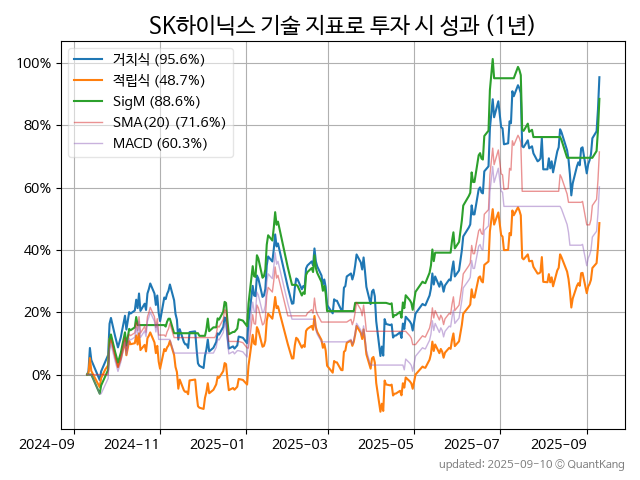 SK하이닉스 기술 지표로 투자 시 성과 (1년)
거치식 (95.6%)
적립식 (48.7%)
SigM (88.6%)
SMA(20) (71.6%)
MACD (60.3%)
100%
80%
60%
40%
20%
0%
2024-09 2024-11 2025-01 2025-03 2025-05 2025-07 2025-09
updated: 2025-09-10 © QuantKang